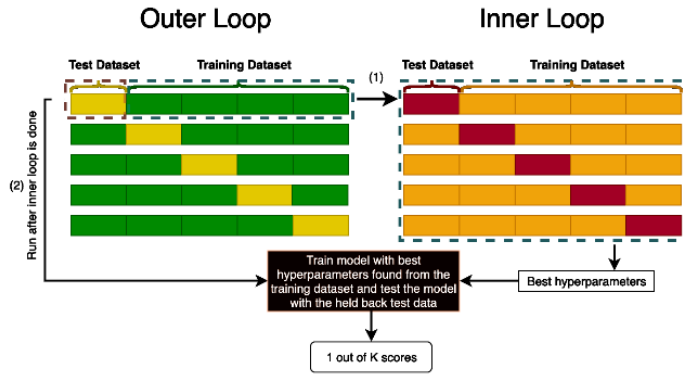 Outer Loop
Inner Loop
Test Dataset
Training Dataset
Test Dataset
Training Dataset
(1)
(2)
Run after inner loop is done
Train model with best
hyperparameters found from the
training dataset and test the model
with the held back test data
Best hyperparameters
1 out of K scores